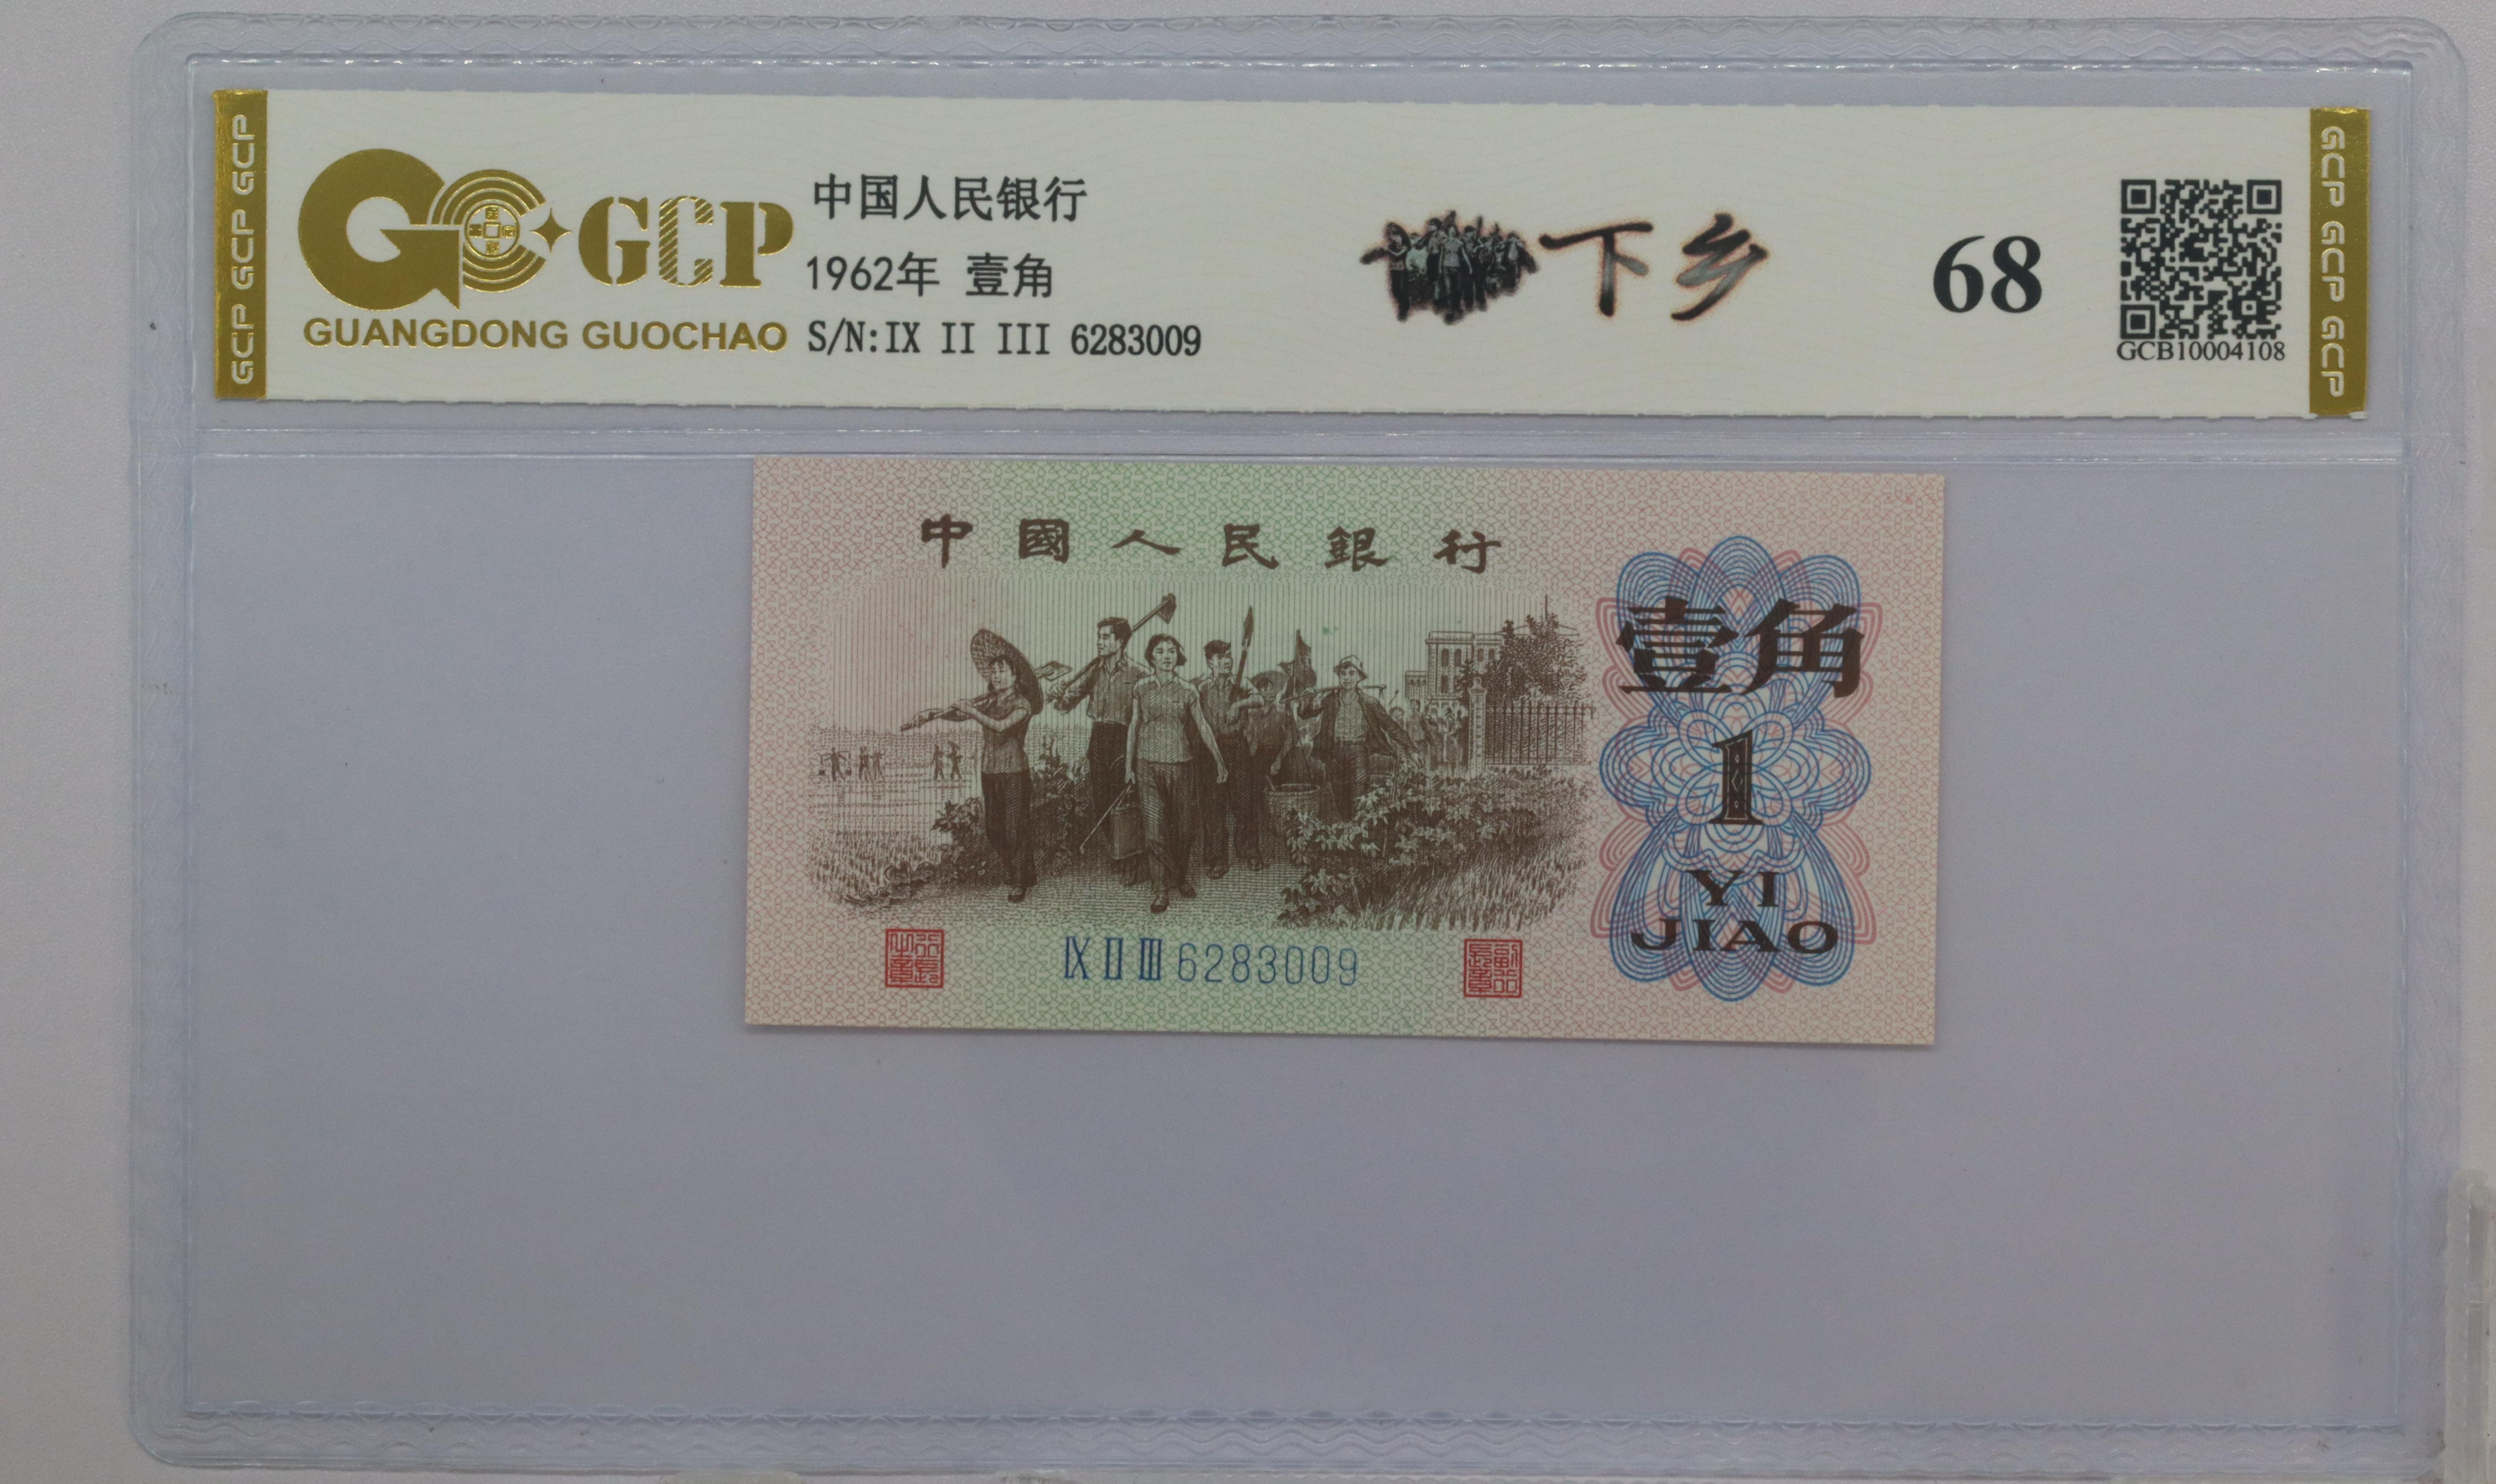 GCP GCP GCP
GCP
GUANGDONG GUOCHAO
中国人民银行
1962年 壹角
S/N:IX II III 6283009
下乡
68
GCB10004108
GCP GCP GCP
中國人民銀行
壹角
1
YI
JIAO
IX II III 6283009